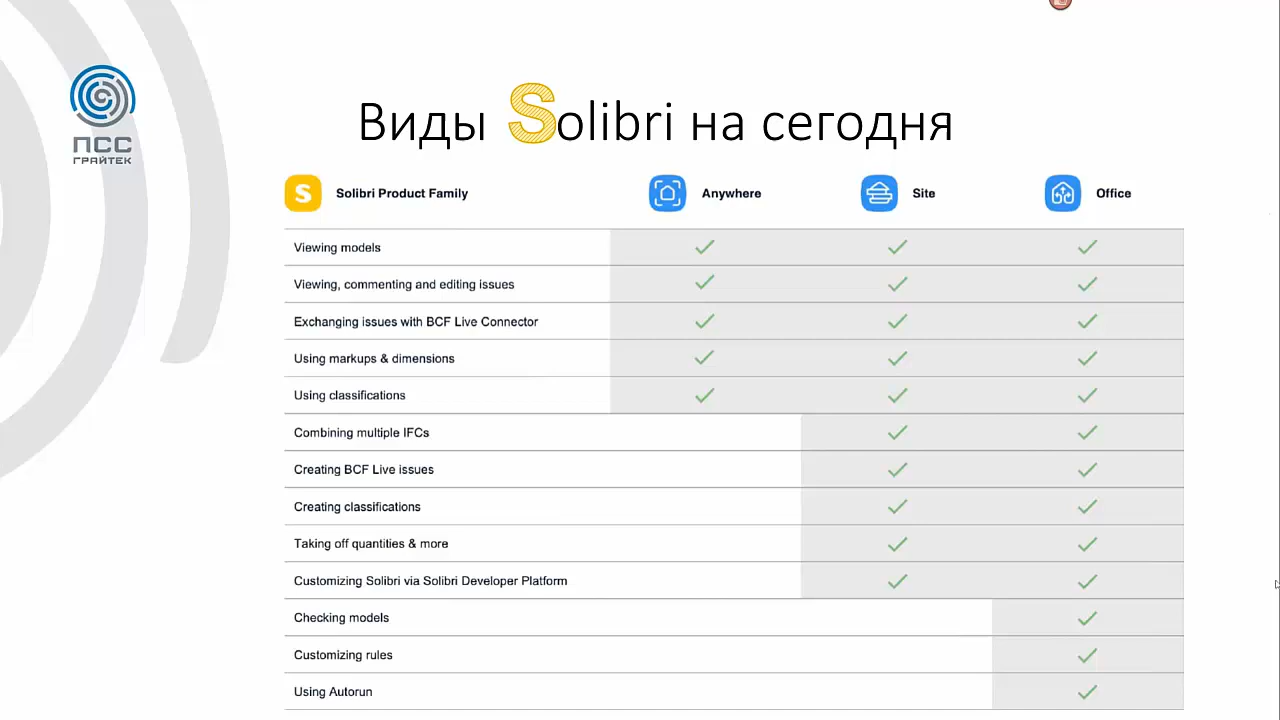 ПСС
ГРАЙТЕК
Виды Solibri на сегодня
S Solibri Product Family Anywhere Site Office
Viewing models
Viewing, commenting and editing issues
Exchanging issues with BCF Live Connector
Using markups & dimensions
Using classifications
Combining multiple IFCs
Creating BCF Live issues
Creating classifications
Taking off quantities & more
Customizing Solibri via Solibri Developer Platform
Checking models
Customizing rules
Using Autorun